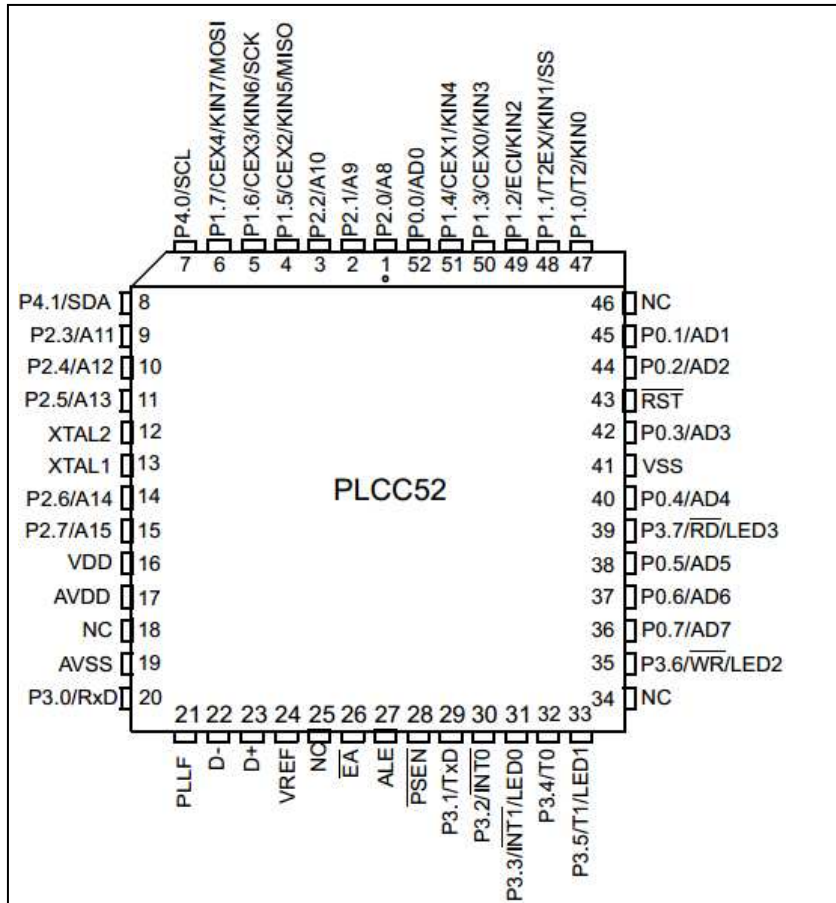 P4.0/SCL
P1.7/CEX4/KIN7/MOSI
P1.6/CEX3/KIN6/SCK
P1.5/CEX2/KIN5/MISO
P2.2/A10
P2.1/A9
P2.0/A8
P0.0/AD0
P1.4/CEX1/KIN4
P1.3/CEX0/KIN3
P1.2/ECI/KIN2
P1.1/T2EX/KIN1/SS
P1.0/T2/KIN0
7 6 5 4 3 2 1 52 51 50 49 48 47
P4.1/SDA 8
P2.3/A11 9
P2.4/A12 10
P2.5/A13 11
XTAL2 12
XTAL1 13
P2.6/A14 14
P2.7/A15 15
VDD 16
AVDD 17
NC 18
AVSS 19
P3.0/RxD 20
PLCC52
46 NC
45 P0.1/AD1
44 P0.2/AD2
43 RST
42 P0.3/AD3
41 VSS
40 P0.4/AD4
39 P3.7/RD/LED3
38 P0.5/AD5
37 P0.6/AD6
36 P0.7/AD7
35 P3.6/WR/LED2
34 NC
21 22 23 24 25 26 27 28 29 30 31 32 33
PLLF
D-
D+
VREF
NC
EA
ALE
PSEN
P3.1/TxD
P3.2/INT0
P3.3/INT1/LED0
P3.4/T0
P3.5/T1/LED1